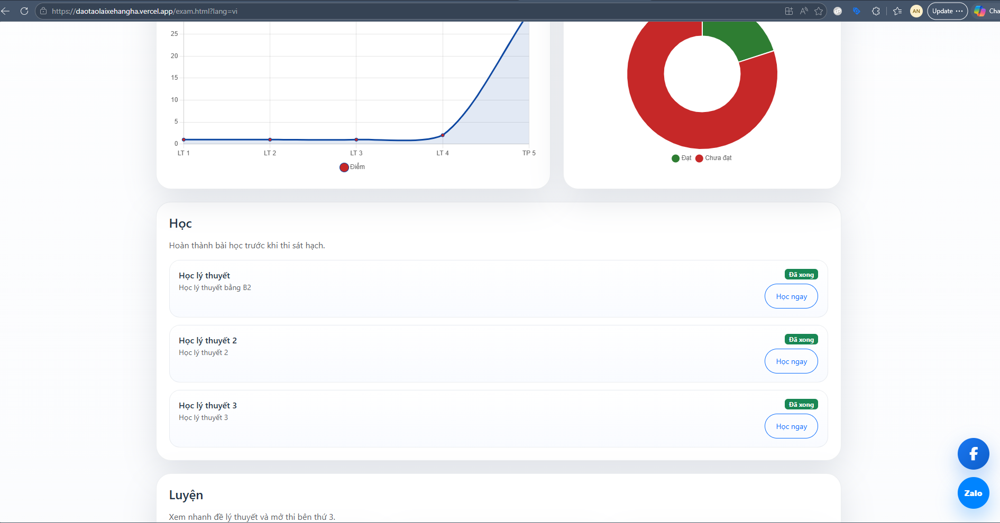 https://daotaolaixehangha.vercel.app/exam.html?lang=vi
AN
Update
Cha
25
20
15
10
5
0
LT 1 LT 2 LT 3 LT 4 TP 5
Điểm
Đạt Chưa đạt
Học
Hoàn thành bài học trước khi thi sát hạch.
Học lý thuyết
Học lý thuyết bằng B2
Đã xong
Học ngay
Học lý thuyết 2
Học lý thuyết 2
Đã xong
Học ngay
Học lý thuyết 3
Học lý thuyết 3
Đã xong
Học ngay
Zalo
Luyện
Xem nhanh đề lý thuyết và mở thi bên thứ 3.